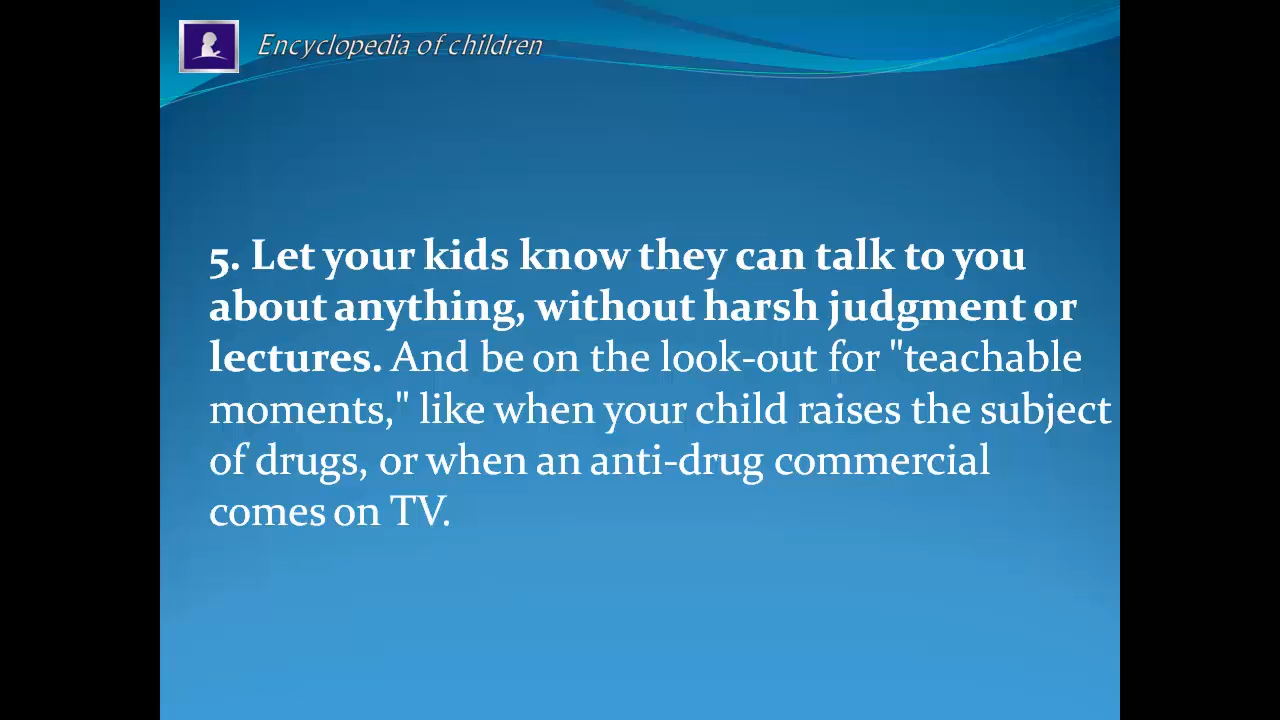 Encyclopedia of children
5. Let your kids know they can talk to you
about anything, without harsh judgment or
lectures. And be on the look-out for "teachable
moments," like when your child raises the subject
of drugs, or when an anti-drug commercial
comes on TV.